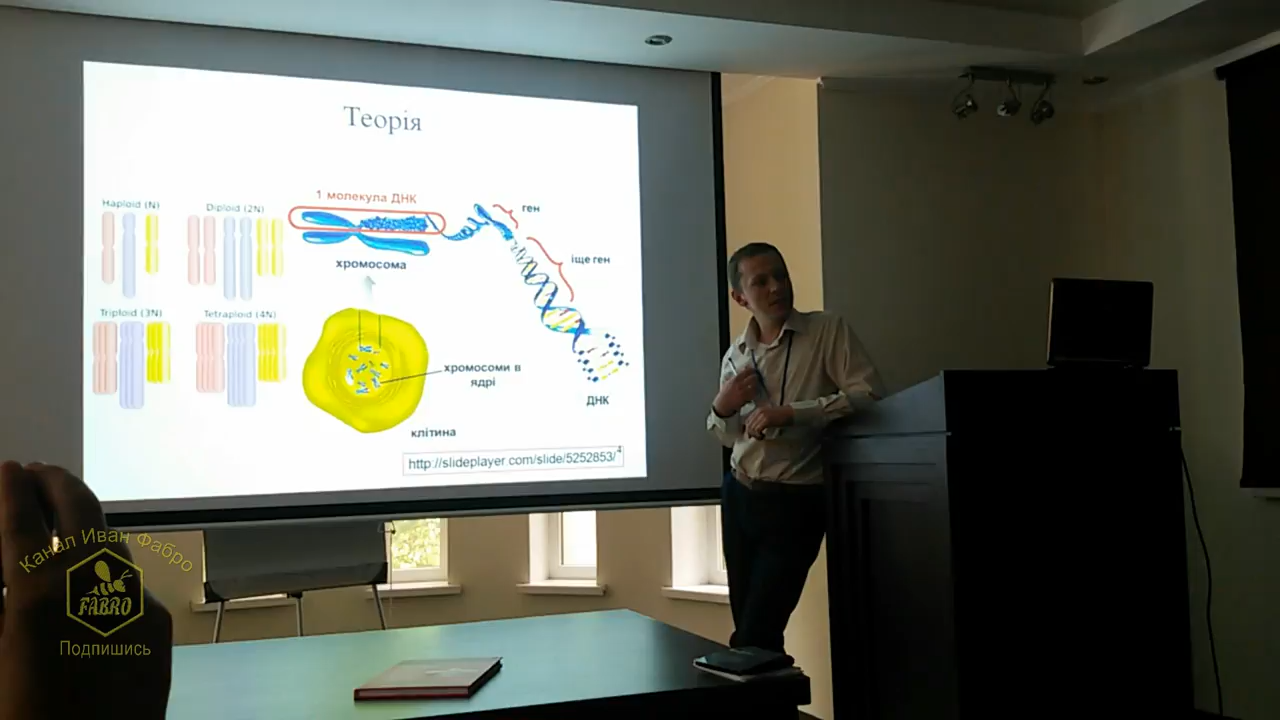 Теорія
1 молекула ДНК
Haploid (N)
Diploid (2N)
ген
іще ген
хромосома
Triploid (3N)
Tetraploid (4N)
хромосоми в
ядрі
ДНК
клітина
http://slideplayer.com/slide/5252853/
4
Канал Иван Фабро
FABRO
Подпишись